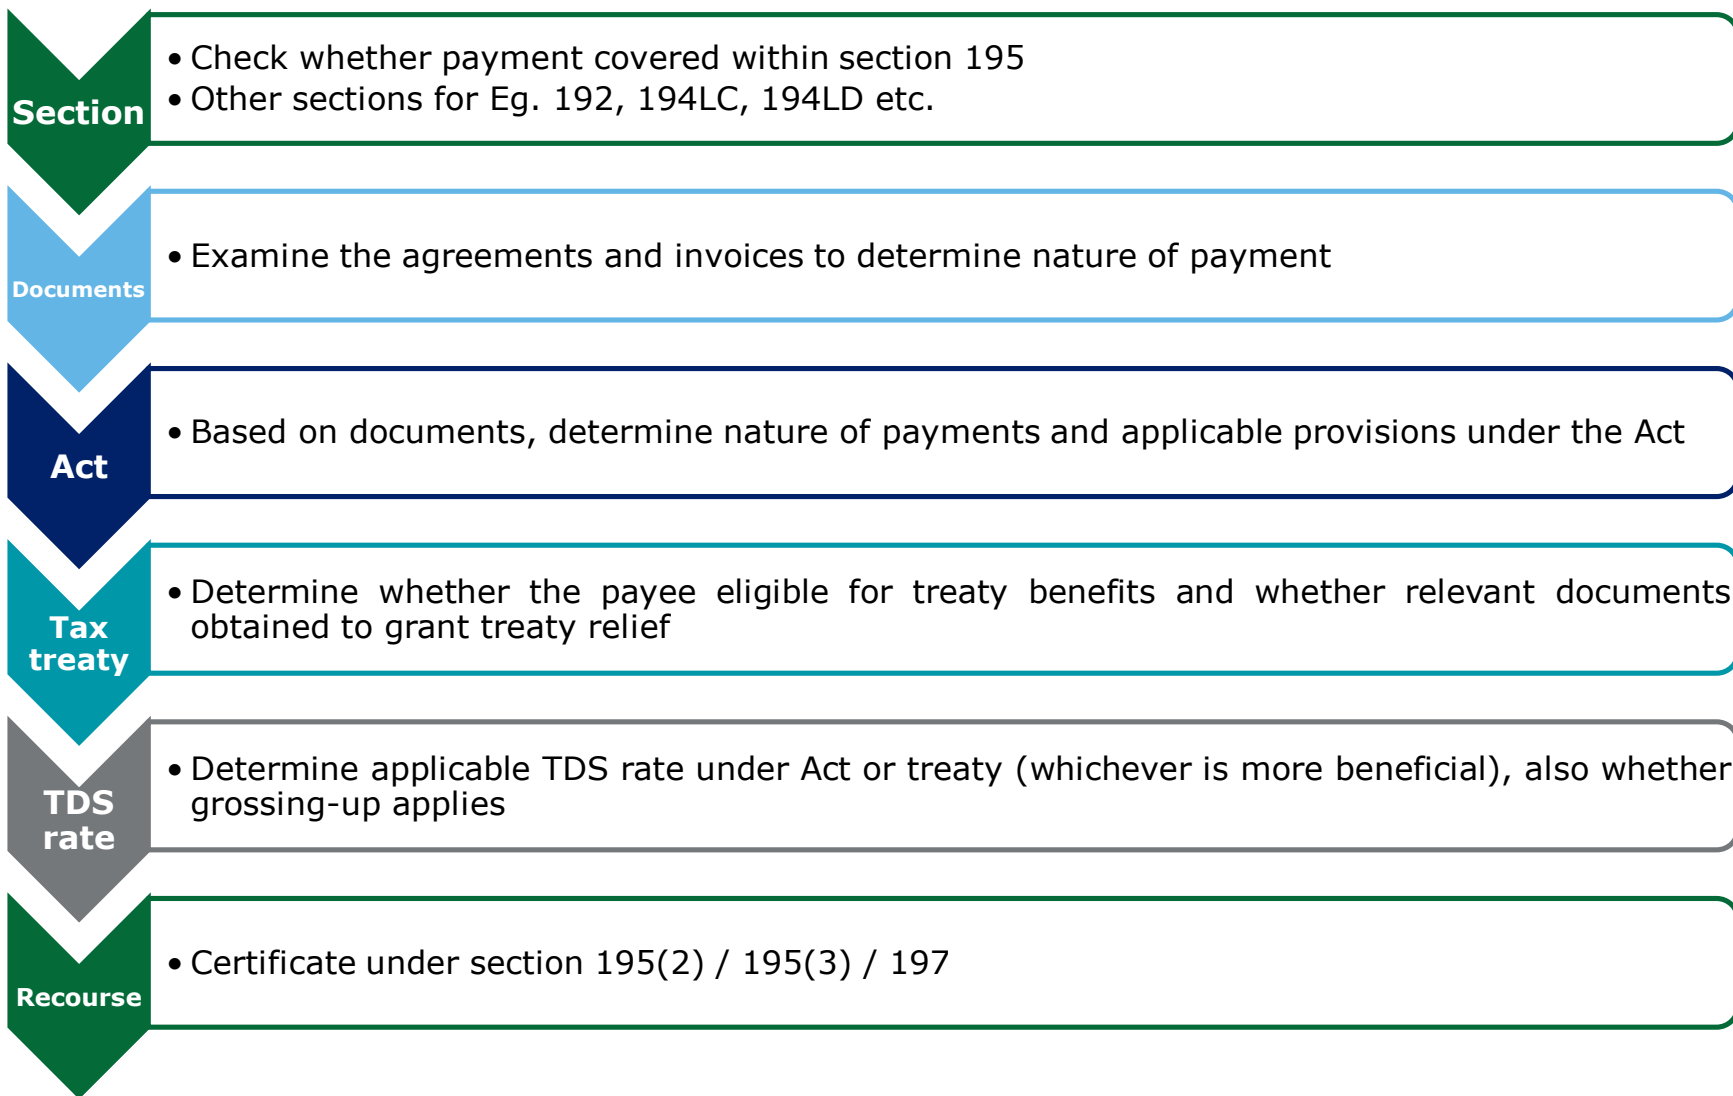 Section
• Check whether payment covered within section 195
• Other sections for Eg. 192, 194LC, 194LD etc.
Documents
• Examine the agreements and invoices to determine nature of payment
Act
• Based on documents, determine nature of payments and applicable provisions under the Act
Tax
treaty
• Determine whether the payee eligible for treaty benefits and whether relevant documents
obtained to grant treaty relief
TDS
rate
• Determine applicable TDS rate under Act or treaty (whichever is more beneficial), also whether
grossing-up applies
Recourse
• Certificate under section 195(2) / 195(3) / 197